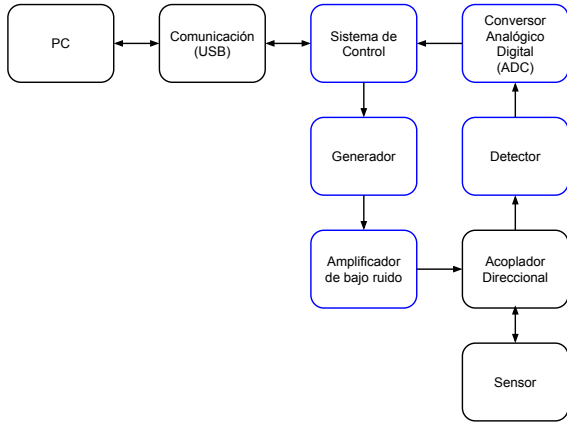 PC
Comunicación
(USB)
Sistema de
Control
Conversor
Analógico
Digital
(ADC)
Generador
Detector
Amplificador
de bajo ruido
Acoplador
Direccional
Sensor